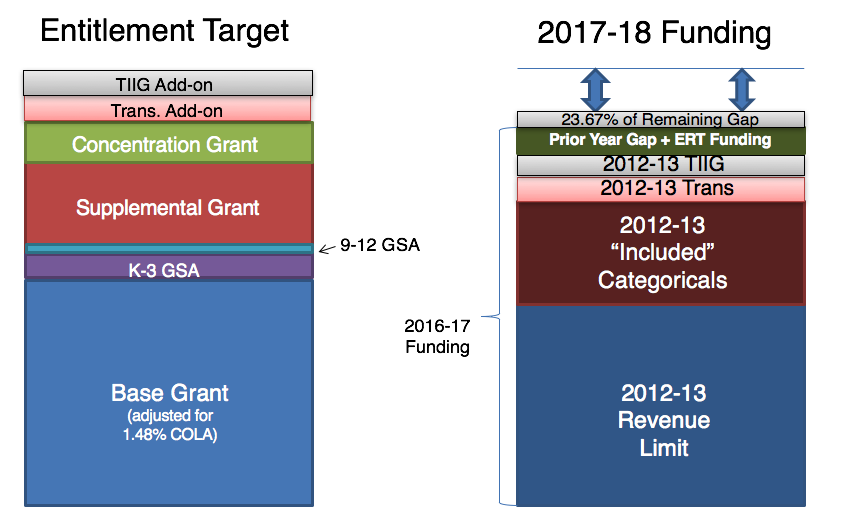 Entitlement Target
TIIG Add-on
Trans. Add-on
Concentration Grant
Supplemental Grant
9-12 GSA
K-3 GSA
Base Grant
(adjusted for
1.48% COLA)
2017-18 Funding
23.67% of Remaining Gap
Prior Year Gap + ERT Funding
2012-13 TIIG
2012-13 Trans
2012-13
“Included”
Categoricals
2016-17
Funding
2012-13
Revenue
Limit